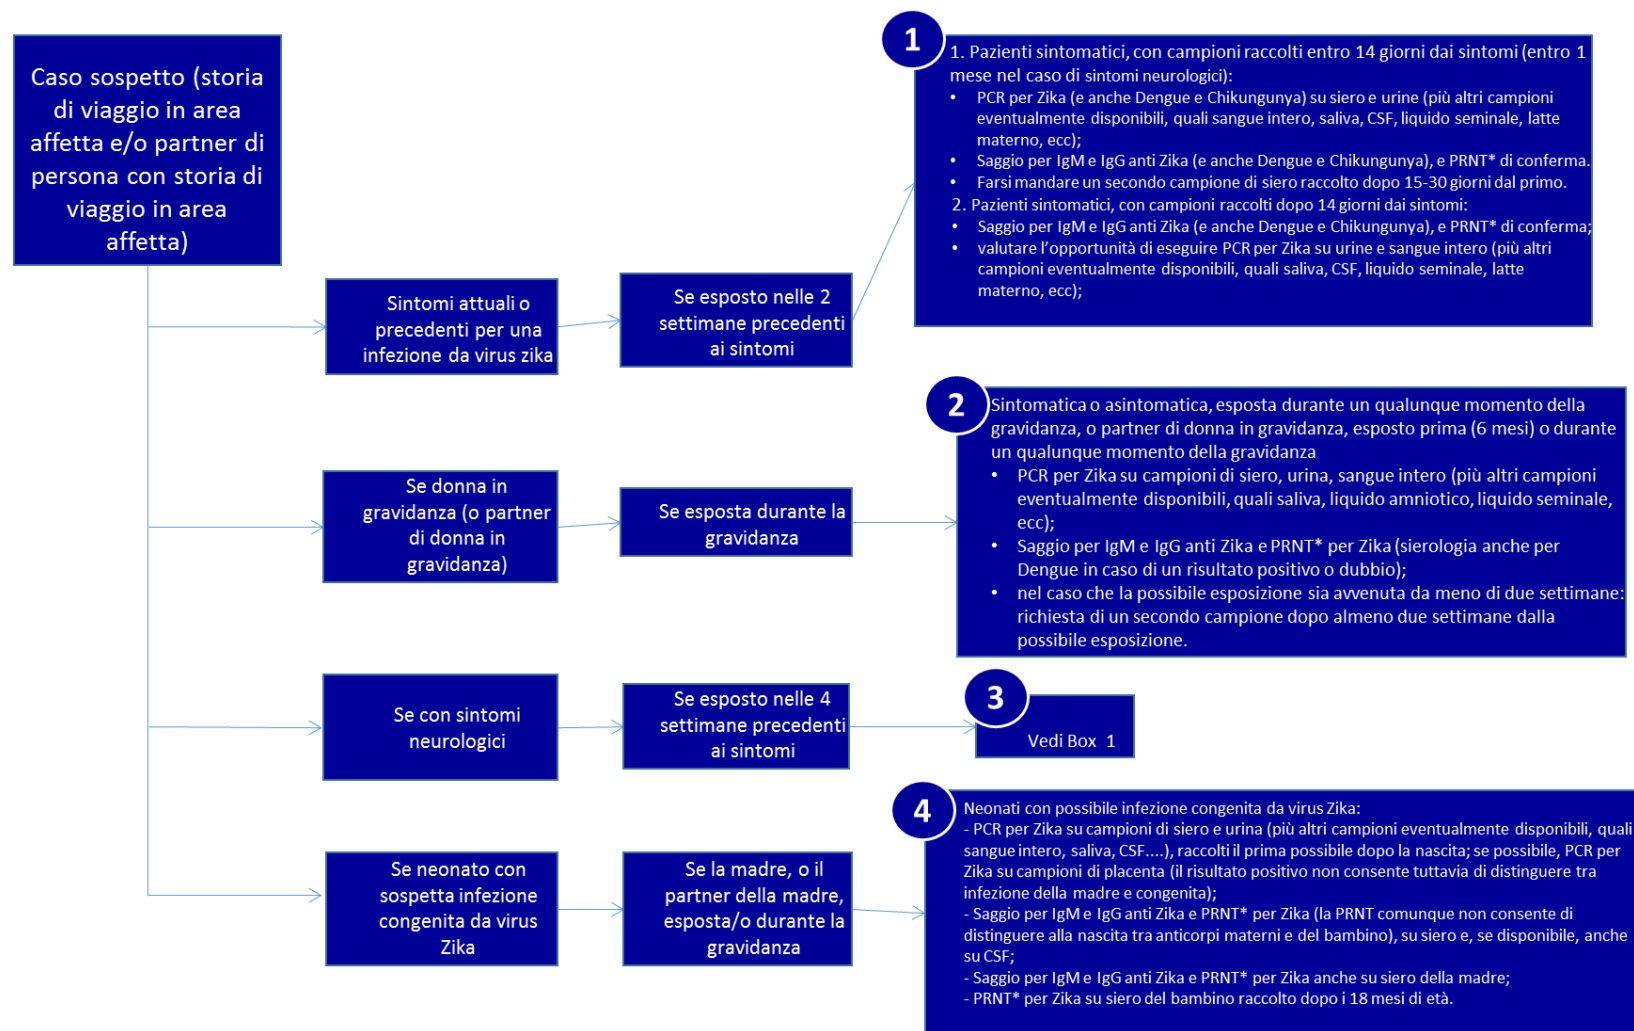 Caso sospetto (storia
di viaggio in area
affetta e/o partner di
persona con storia di
viaggio in area
affetta)
Sintomi attuali o
precedenti per una
infezione da virus zika
Se esposto nelle 2
settimane precedenti
ai sintomi
1
1. Pazienti sintomatici, con campioni raccolti entro 14 giorni dai sintomi (entro 1
mese nel caso di sintomi neurologici):
• PCR per Zika (e anche Dengue e Chikungunya) su siero e urine (più altri campioni
eventualmente disponibili, quali sangue intero, saliva, CSF, liquido seminale, latte
materno, ecc);
• Saggio per IgM e IgG anti Zika (e anche Dengue e Chikungunya), e PRNT* di conferma.
• Farsi mandare un secondo campione di siero raccolto dopo 15-30 giorni dal primo.
2. Pazienti sintomatici, con campioni raccolti dopo 14 giorni dai sintomi:
• Saggio per IgM e IgG anti Zika (e anche Dengue e Chikungunya), e PRNT* di conferma;
• valutare l'opportunità di eseguire PCR per Zika su urine e sangue intero (più altri
campioni eventualmente disponibili, quali saliva, CSF, liquido seminale, latte
materno, ecc);
Se donna in
gravidanza (o partner
di donna in
gravidanza)
Se esposta durante la
gravidanza
2
Sintomatica o asintomatica, esposta durante un qualunque momento della
gravidanza, o partner di donna in gravidanza, esposto prima (6 mesi) o durante
un qualunque momento della gravidanza
• PCR per Zika su campioni di siero, urina, sangue intero (più altri campioni
eventualmente disponibili, quali saliva, liquido amniotico, liquido seminale,
ecc);
• Saggio per IgM e IgG anti Zika e PRNT* per Zika (sierologia anche per
Dengue in caso di un risultato positivo o dubbio);
• nel caso che la possibile esposizione sia avvenuta da meno di due settimane:
richiesta di un secondo campione dopo almeno due settimane dalla
possibile esposizione.
Se con sintomi
neurologici
Se esposto nelle 4
settimane precedenti
ai sintomi
3
Vedi Box 1
Se neonato con
sospetta infezione
congenita da virus
Zika
Se la madre, o il
partner della madre,
esposta/o durante la
gravidanza
4
Neonati con possibile infezione congenita da virus Zika:
- PCR per Zika su campioni di siero e urina (più altri campioni eventualmente disponibili, quali
sangue intero, saliva, CSF....), raccolti il prima possibile dopo la nascita; se possibile, PCR per
Zika su campioni di placenta (il risultato positivo non consente tuttavia di distinguere tra
infezione della madre e congenita);
- Saggio per IgM e IgG anti Zika e PRNT* per Zika (la PRNT comunque non consente di
distinguere alla nascita tra anticorpi materni e del bambino), su siero e, se disponibile, anche
su CSF;
- Saggio per IgM e IgG anti Zika e PRNT* per Zika anche su siero della madre;
- PRNT* per Zika su siero del bambino raccolto dopo i 18 mesi di età.